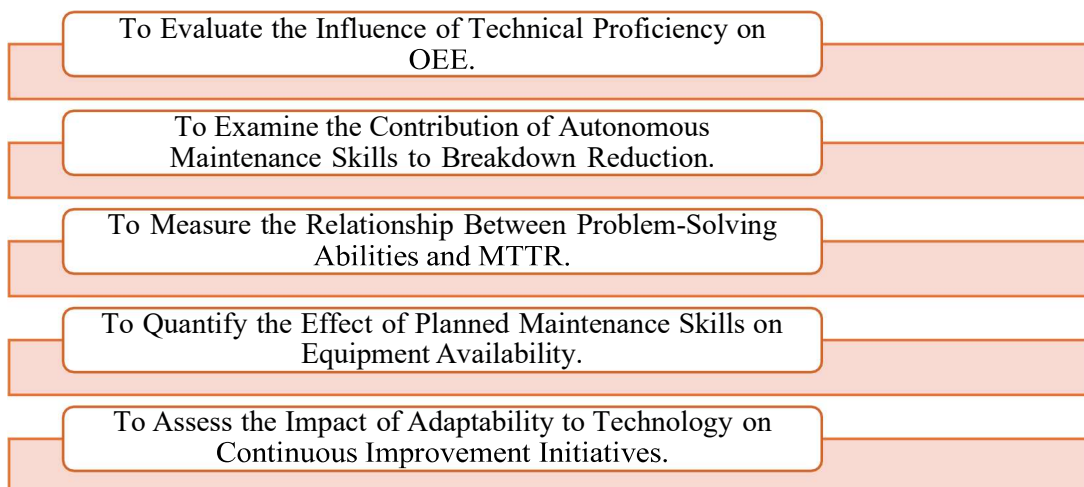 To Evaluate the Influence of Technical Proficiency on
OEE.
To Examine the Contribution of Autonomous
Maintenance Skills to Breakdown Reduction.
To Measure the Relationship Between Problem-Solving
Abilities and MTTR.
To Quantify the Effect of Planned Maintenance Skills on
Equipment Availability.
To Assess the Impact of Adaptability to Technology on
Continuous Improvement Initiatives.